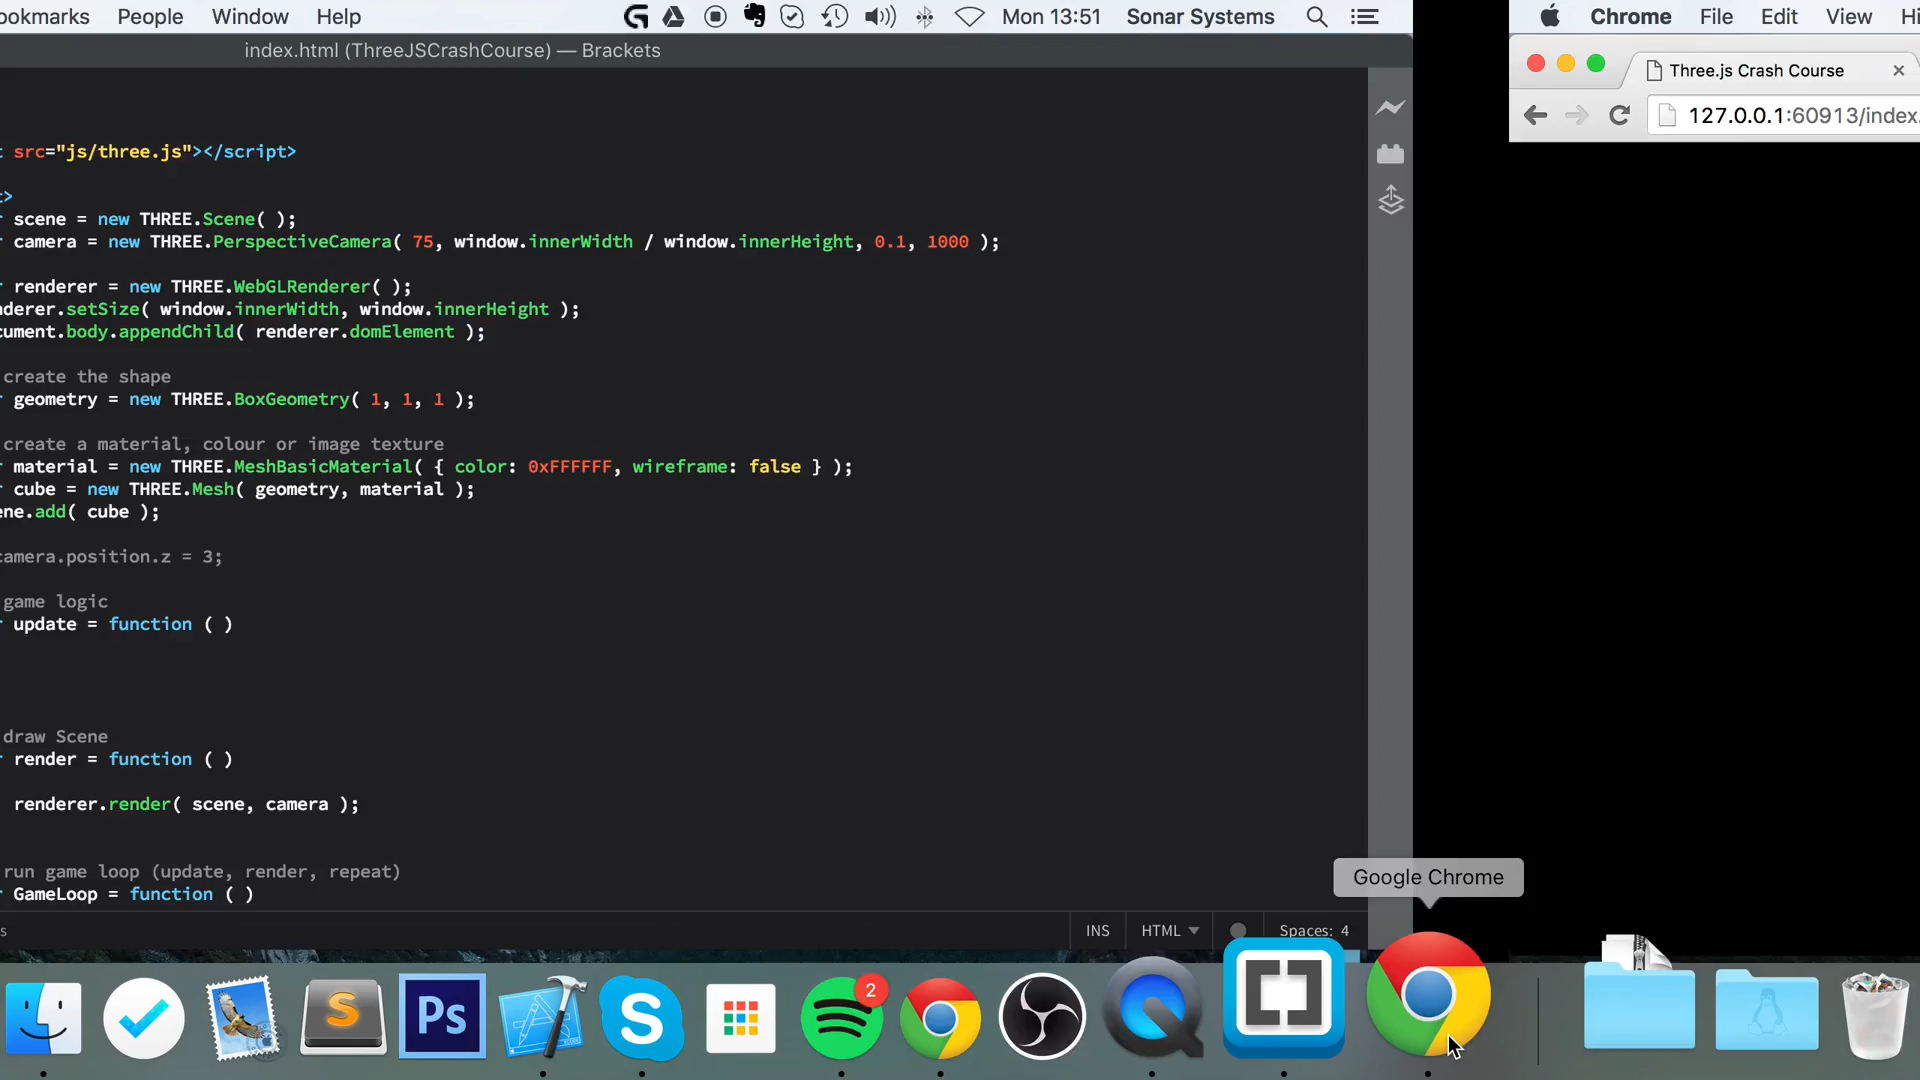 ookmarks People Window Help Mon 13:51 Sonar Systems
Chrome File Edit View Hi
index.html (ThreeJSCrashCourse) — Brackets
Three.js Crash Course
127.0.0.1:60913/index.
t src="js/three.js"></script>
t>
r scene = new THREE.Scene( );
r camera = new THREE.PerspectiveCamera( 75, window.innerWidth / window.innerHeight, 0.1, 1000 );
r renderer = new THREE.WebGLRenderer( );
nderer.setSize( window.innerWidth, window.innerHeight );
cument.body.appendChild( renderer.domElement );
create the shape
r geometry = new THREE.BoxGeometry( 1, 1, 1 );
create a material, colour or image texture
r material = new THREE.MeshBasicMaterial( { color: 0xFFFFFF, wireframe: false } );
r cube = new THREE.Mesh( geometry, material );
ene.add( cube );
camera.position.z = 3;
game logic
r update = function ( )
draw Scene
r render = function ( )
renderer.render( scene, camera );
run game loop (update, render, repeat)
r GameLoop = function ( )
Google Chrome
s INS HTML Spaces: 4
2
S Ps S Q